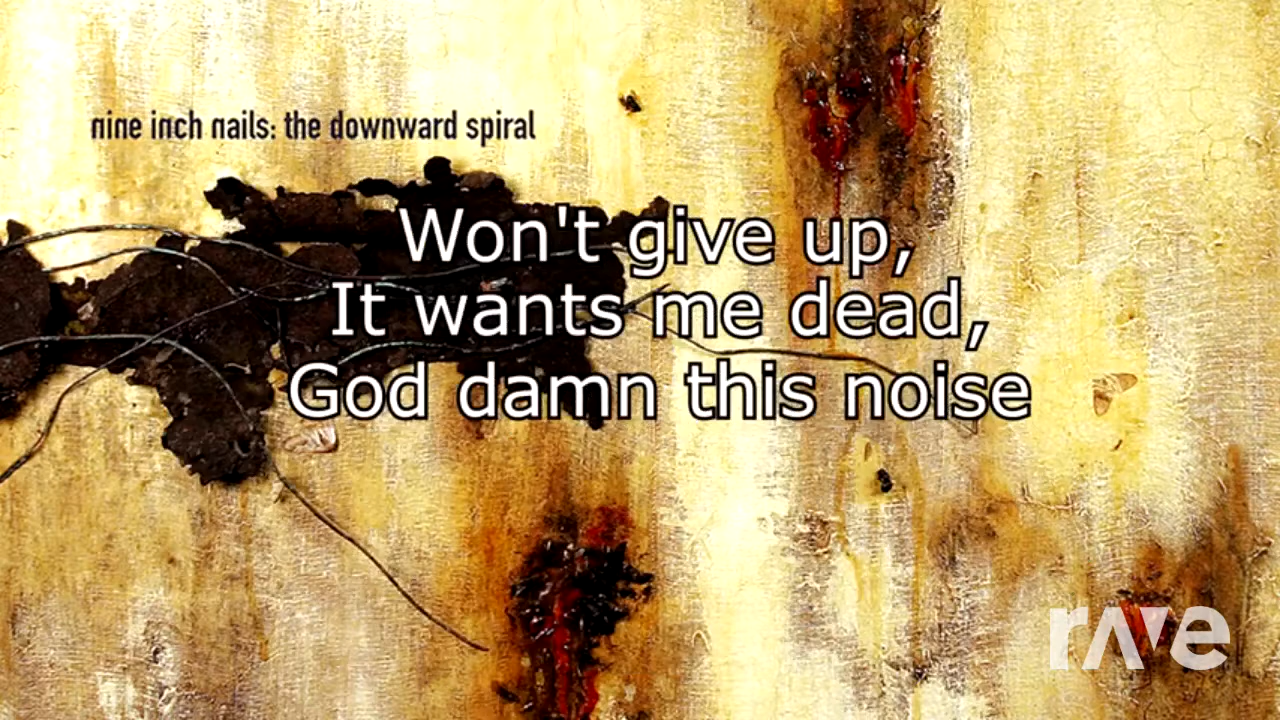 nine inch nails: the downward spiral
Won't give up,
It wants me dead,
God damn this noise
rave